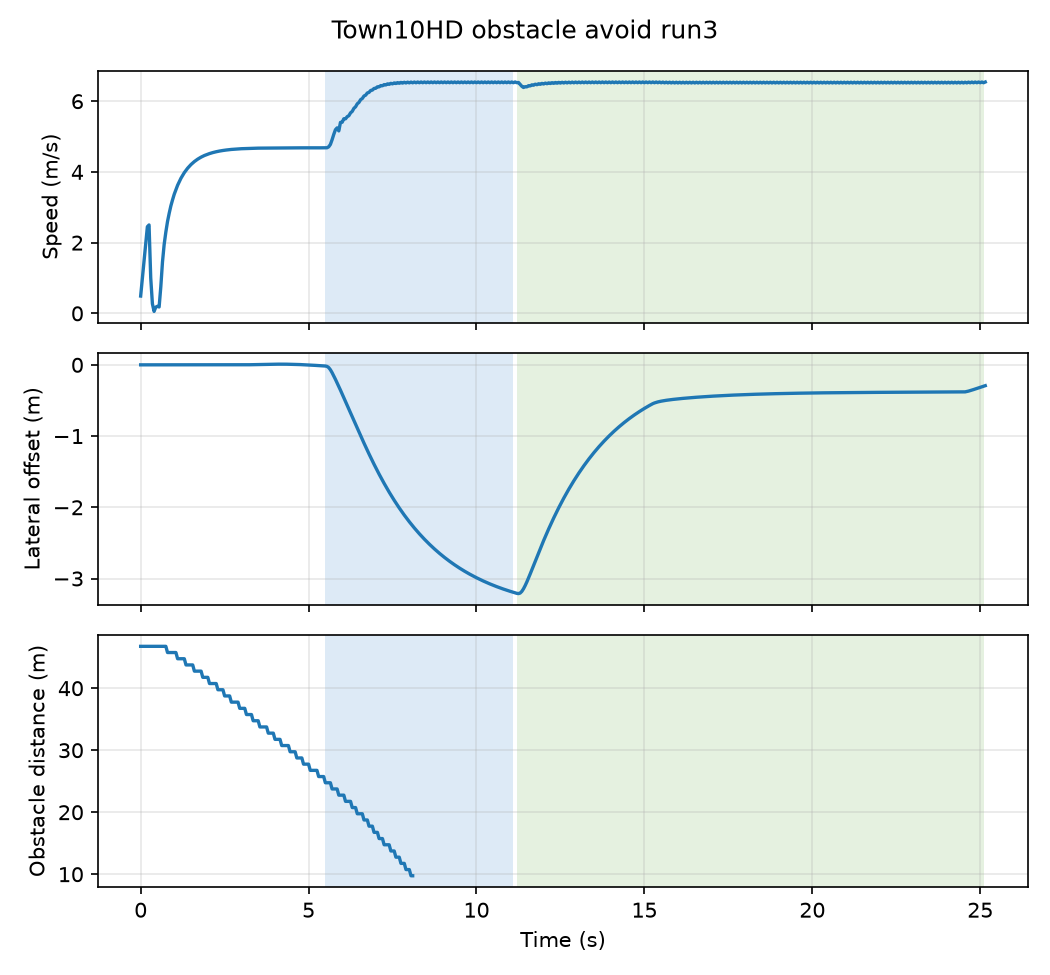 Town10HD obstacle avoid run3
Speed (m/s)
6
4
2
0
Lateral offset (m)
0
−1
−2
−3
Obstacle distance (m)
40
30
20
10
0 5 10 15 20 25
Time (s)